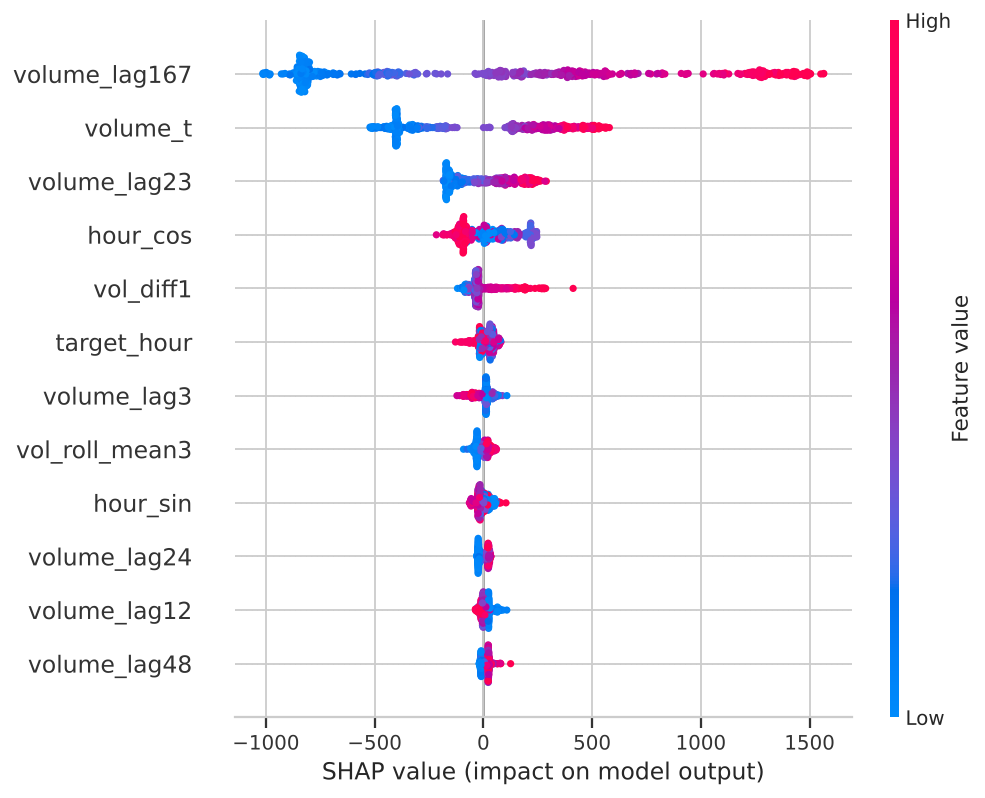 High
volume_lag167
volume_t
volume_lag23
hour_cos
vol_diff1
target_hour
volume_lag3
vol_roll_mean3
hour_sin
volume_lag24
volume_lag12
volume_lag48
Feature value
Low
−1000 −500 0 500 1000 1500
SHAP value (impact on model output)